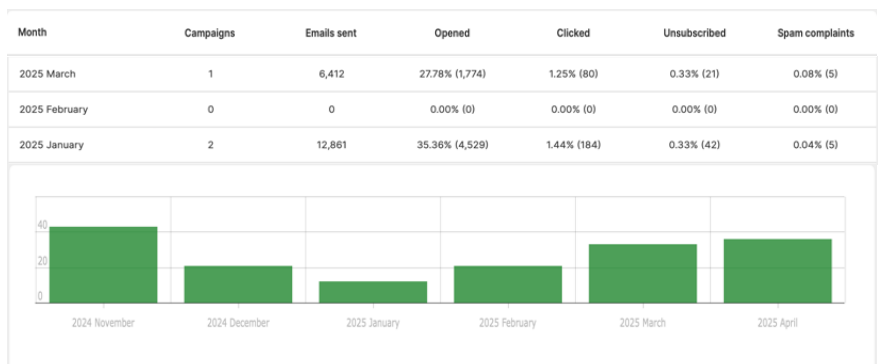 Month Campaigns Emails sent Opened Clicked Unsubscribed Spam complaints
2025 March 1 6,412 27.78% (1,774) 1.25% (80) 0.33% (21) 0.08% (5)
2025 February 0 0 0.00% (0) 0.00% (0) 0.00% (0) 0.00% (0)
2025 January 2 12,861 35.36% (4,529) 1.44% (184) 0.33% (42) 0.04% (5)
40
20
0
2024 November 2024 December 2025 January 2025 February 2025 March 2025 April